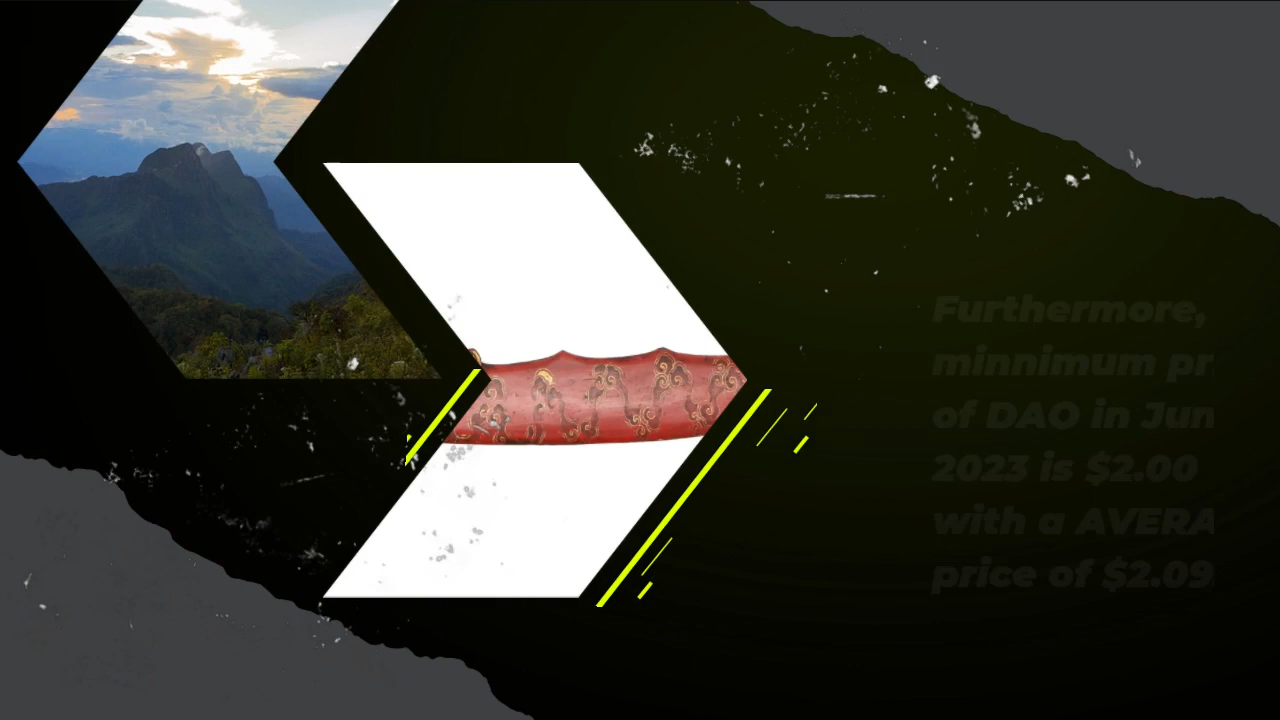 Furthermore,
minnimum pr
of DAO in Jun
2023 is $2.00
with a AVERA
price of $2.09